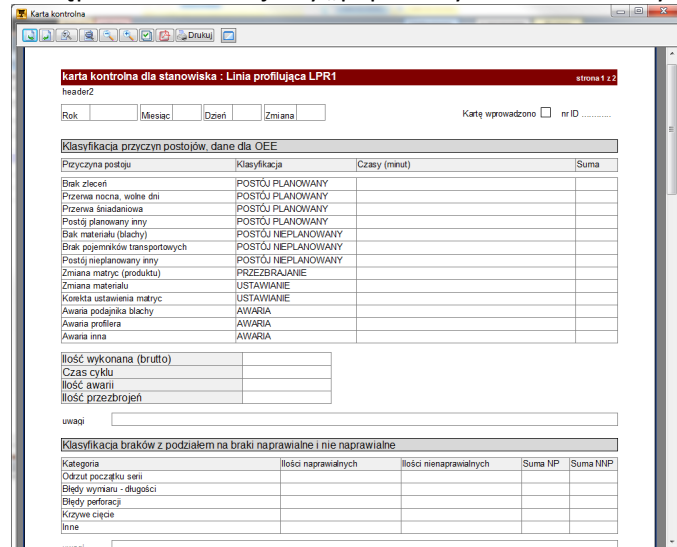 Karta kontrolna
Drukuj
karta kontrolna dla stanowiska : Linia profilująca LPR1 strona 1 z 2
header2
Rok Miesiąc Dzień Zmiana Kartę wprowadzono nr ID ............
Klasyfikacja przyczyn postojów, dane dla OEE
Przyczyna postoju Klasyfikacja Czasy (minut) Suma
Brak zleceń POSTÓJ PLANOWANY
Przerwa nocna, wolne dni POSTÓJ PLANOWANY
Przerwa śniadaniowa POSTÓJ PLANOWANY
Postój planowany inny POSTÓJ PLANOWANY
Bak materiału (blachy) POSTÓJ NIEPLANOWANY
Brak pojemników transportowych POSTÓJ NIEPLANOWANY
Postój nieplanowany inny POSTÓJ NIEPLANOWANY
Zmiana matryc (produktu) PRZEZBRAJANIE
Zmiana materialu USTAWIANIE
Korekta ustawienia matryc USTAWIANIE
Awaria podajnika blachy AWARIA
Awaria profilera AWARIA
Awaria inna AWARIA
Ilość wykonana (brutto)
Czas cyklu
Ilość awarii
Ilość przezbrojeń
uwagi
Klasyfikacja braków z podziałem na braki naprawialne i nie naprawialne
Kategoria Ilości naprawialnych Ilości nienaprawialnych Suma NP Suma NNP
Odrzut początku serii
Błędy wymiaru - długości
Błędy perforacji
Krzywe cięcie
Inne